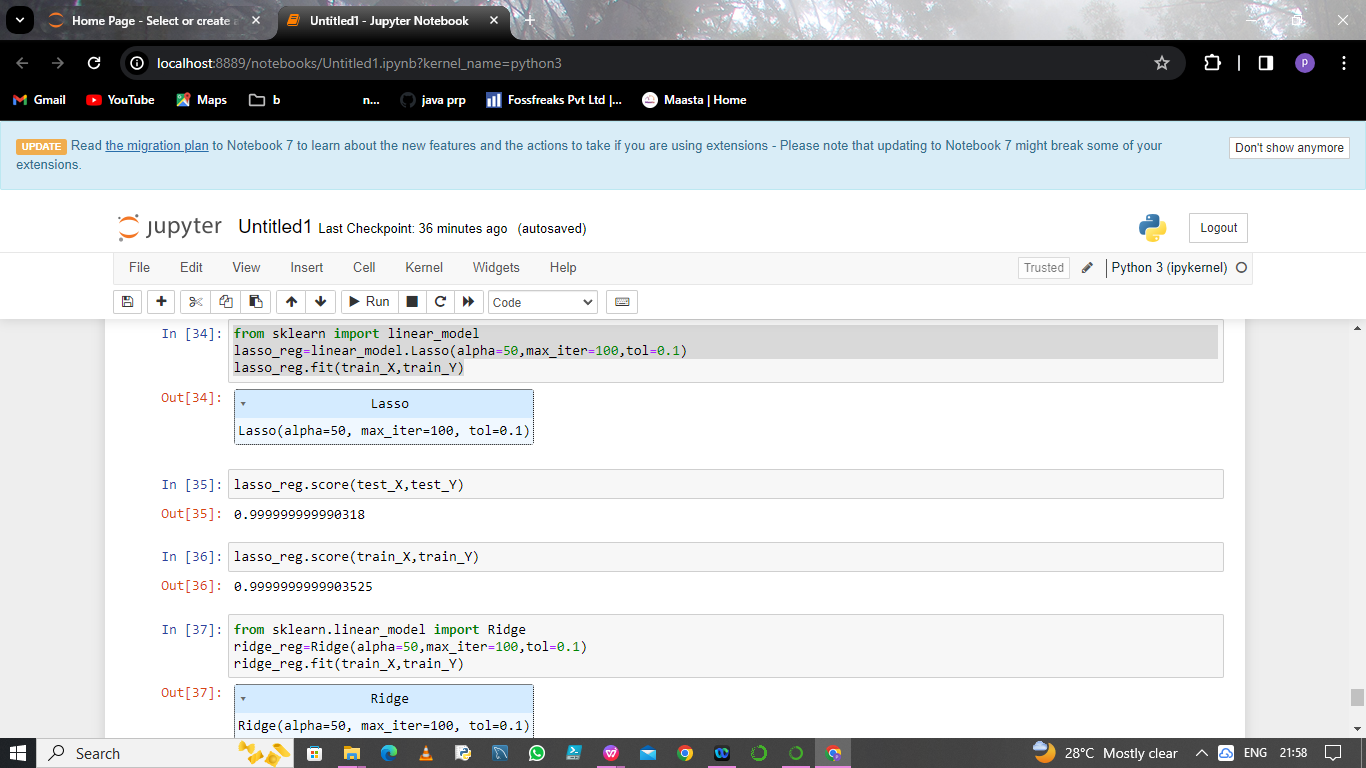 Home Page - Select or create a
Untitled1 - Jupyter Notebook
localhost:8889/notebooks/Untitled1.ipynb?kernel_name=python3
P
Gmail
YouTube
Maps
b
n...
java prp
Fossfreaks Pvt Ltd |...
Maasta | Home
UPDATE Read the migration plan to Notebook 7 to learn about the new features and the actions to take if you are using extensions - Please note that updating to Notebook 7 might break some of your
extensions.
Don't show anymore
jupyter Untitled1 Last Checkpoint: 36 minutes ago (autosaved)
Logout
File Edit View Insert Cell Kernel Widgets Help
Trusted
Python 3 (ipykernel)
Run
Code
In [34]: from sklearn import linear_model
lasso_reg=linear_model.Lasso(alpha=50,max_iter=100,tol=0.1)
lasso_reg.fit(train_X,train_Y)
Out[34]: Lasso
Lasso(alpha=50, max_iter=100, tol=0.1)
In [35]: lasso_reg.score(test_X,test_Y)
Out[35]: 0.999999999990318
In [36]: lasso_reg.score(train_X,train_Y)
Out[36]: 0.9999999999903525
In [37]: from sklearn.linear_model import Ridge
ridge_reg=Ridge(alpha=50,max_iter=100,tol=0.1)
ridge_reg.fit(train_X,train_Y)
Out[37]: Ridge
Ridge(alpha=50, max_iter=100, tol=0.1)
Search
28°C Mostly clear
ENG
21:58